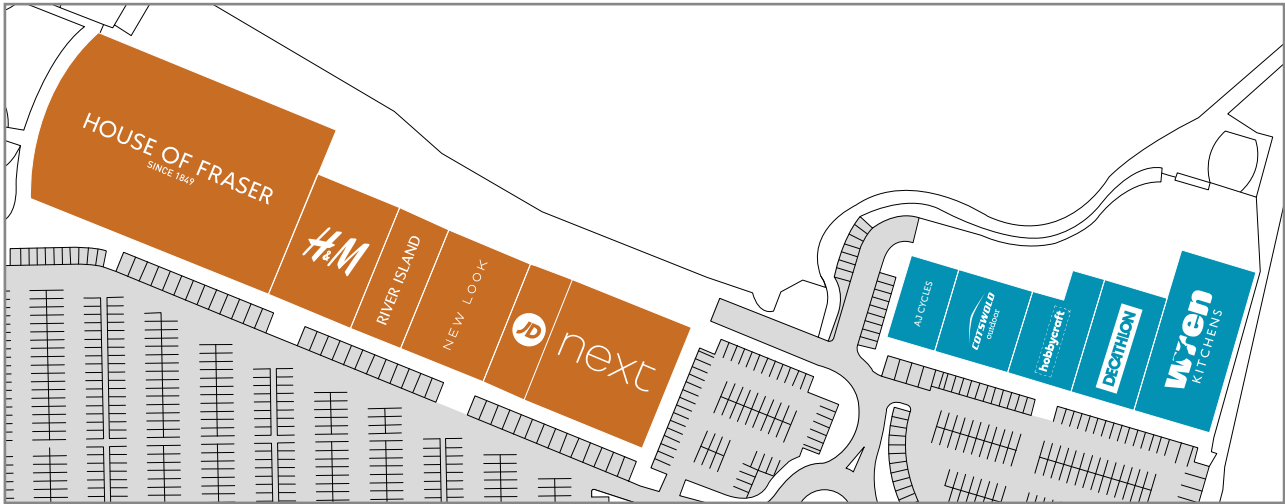 HOUSE OF FRASER
SINCE 1849
H&M
RIVER ISLAND
NEW LOOK
JD
next
AJ CYCLES
COTSWOLD
outdoor
hobbycraft
DECATHLON
wren
KITCHENS